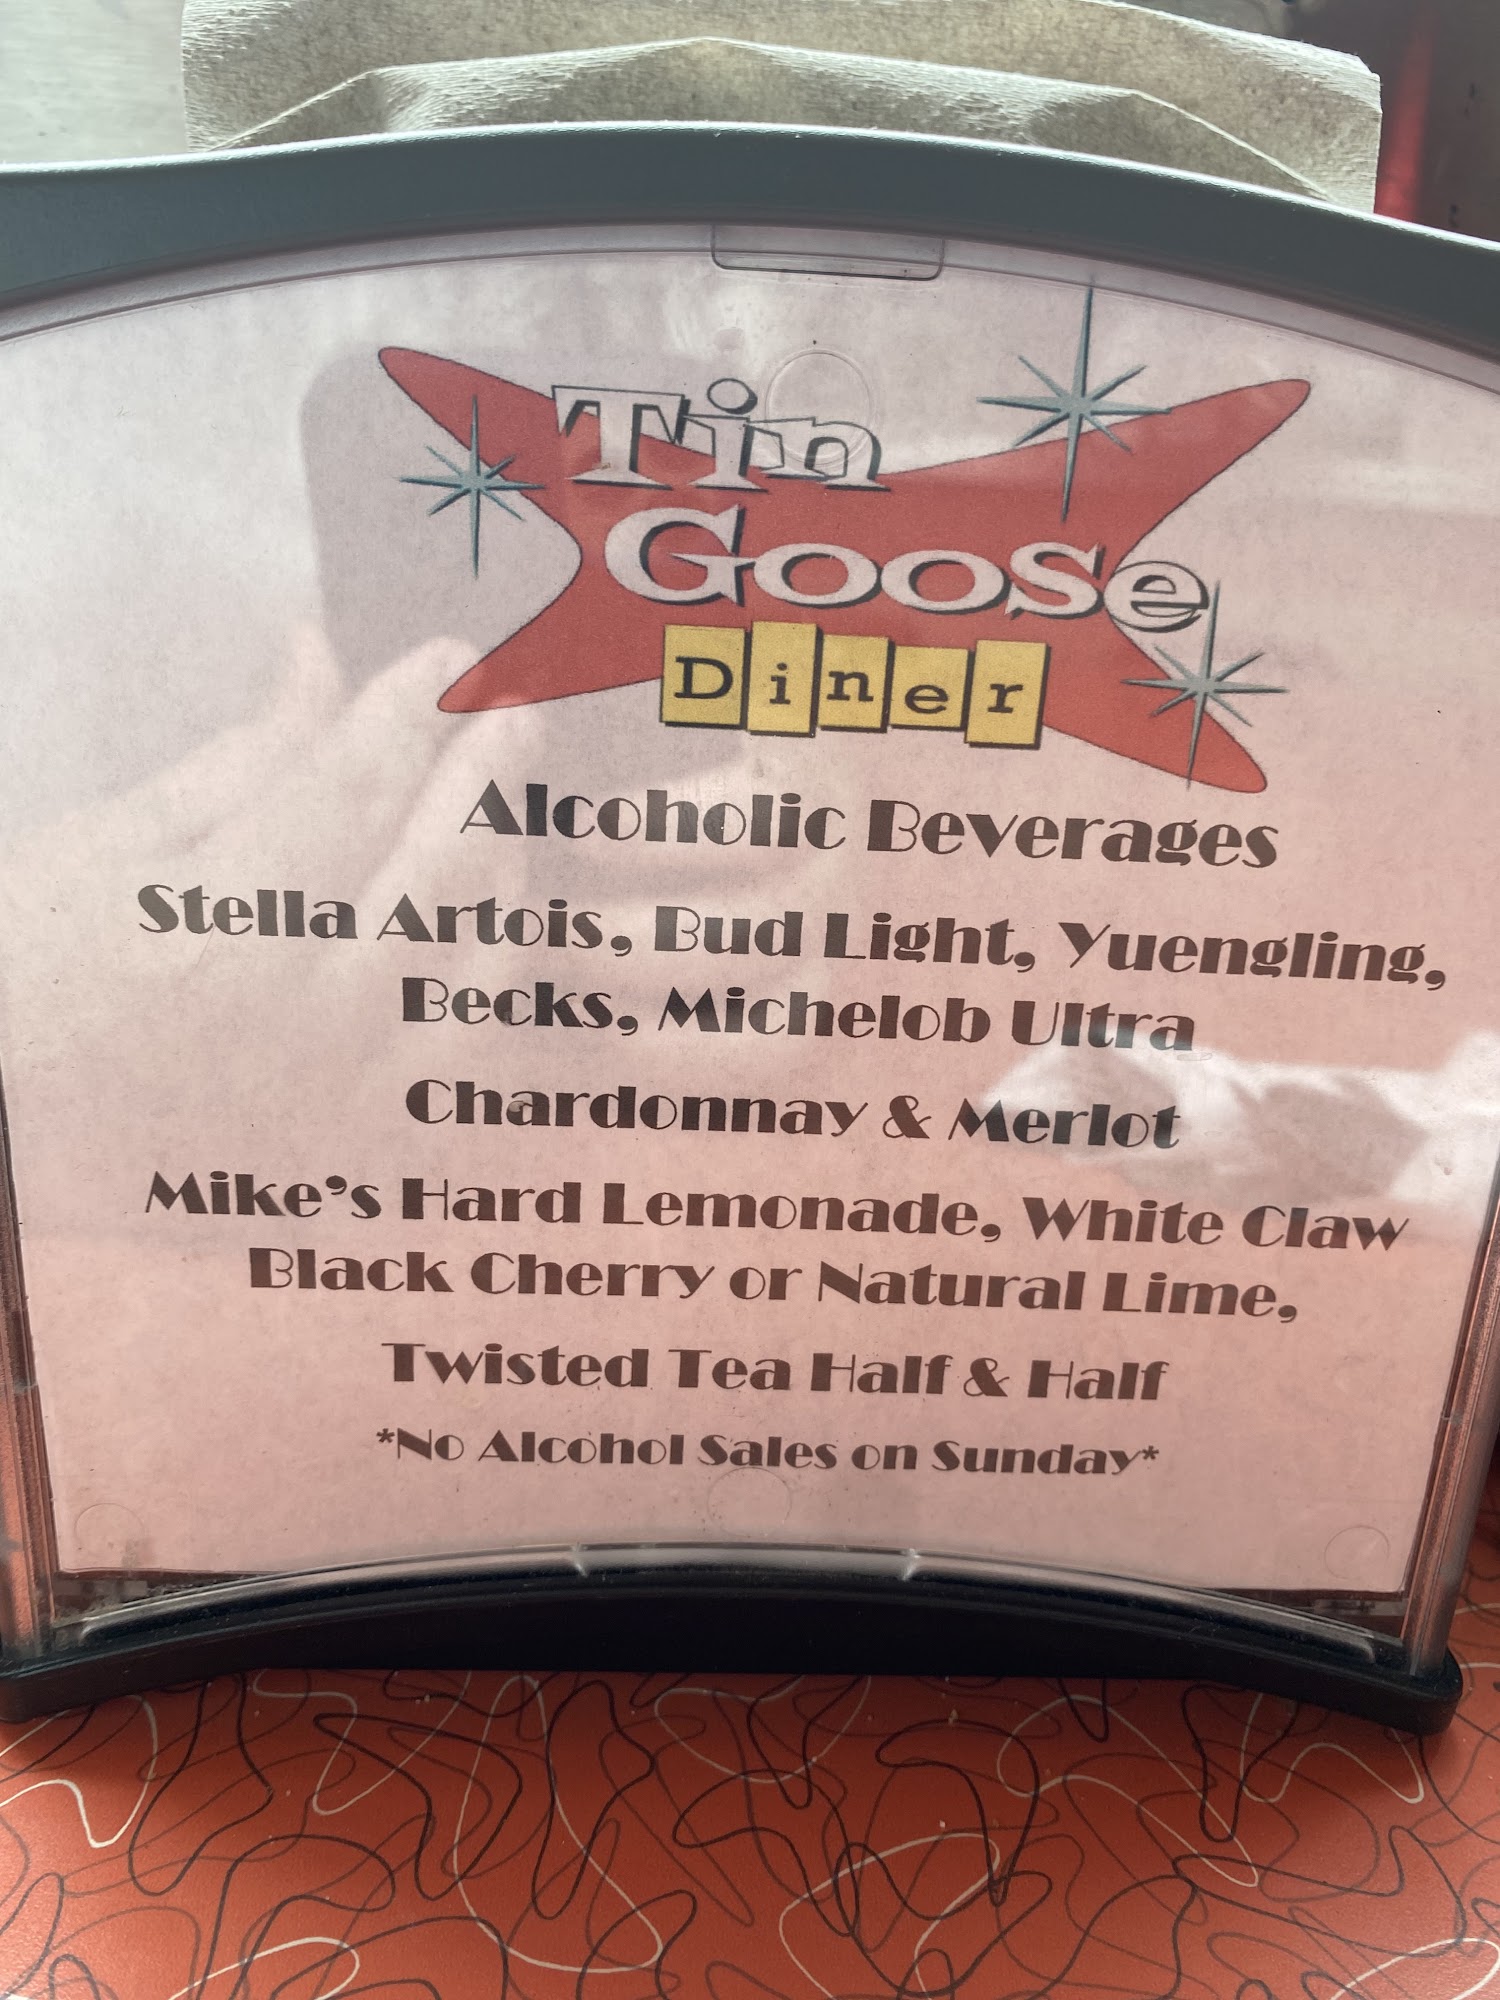 Tin
Goose
Diner
Alcoholic Beverages
Stella Artois, Bud Light, Yuengling,
Becks, Michelob Ultra
Chardonnay & Merlot
Mike's Hard Lemonade, White Claw
Black Cherry or Natural Lime,
Twisted Tea Half & Half
*No Alcohol Sales on Sunday*